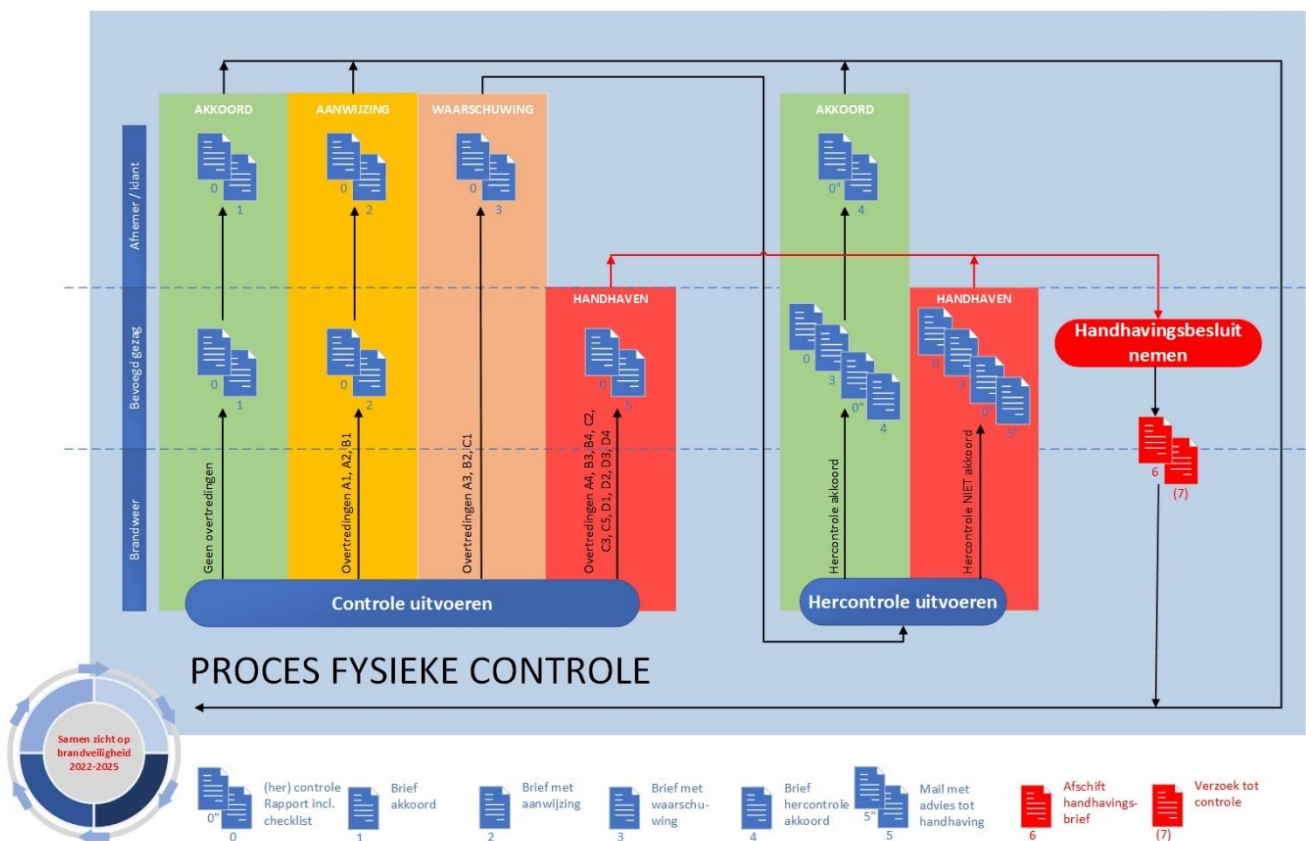 AKKOORD
AANWIJZING
WAARSCHUWING
AKKOORD
Afnemer / klant
0
1
0
2
0
3
0"
4
HANDHAVEN
HANDHAVEN
Bevoegd gezag
0
1
0
2
0
5
0
3
0"
4
0
3
0"
5"
Handhavingsbesluit
nemen
6
(7)
Brandweer
Geen overtredingen
Overtredingen A1, A2, B1
Overtredingen A3, B2, C1
Overtredingen A4, B3, B4, C2,
C3, C5, D1, D2, D3, D4
Hercontrole akkoord
Hercontrole NIET akkoord
Controle uitvoeren
Hercontrole uitvoeren
PROCES FYSIEKE CONTROLE
Samen zicht op
brandveiligheid
2022-2025
0"
0
(her) controle
Rapport incl.
checklist
1
Brief
akkoord
2
Brief met
aanwijzing
3
Brief met
waarschu-
wing
4
Brief
hercontrole
akkoord
5"
5
Mail met
advies tot
handhaving
6
Afschift
handhavings-
brief
(7)
Verzoek tot
controle